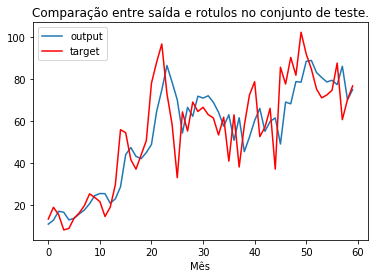 Comparação entre saída e rotulos no conjunto de teste.
output
target
100
80
60
40
20
0 10 20 30 40 50 60
Mês